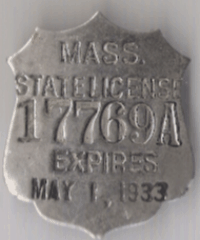 MASS.
STATE LICENSE
17769A
EXPIRES
MAY 1, 1933